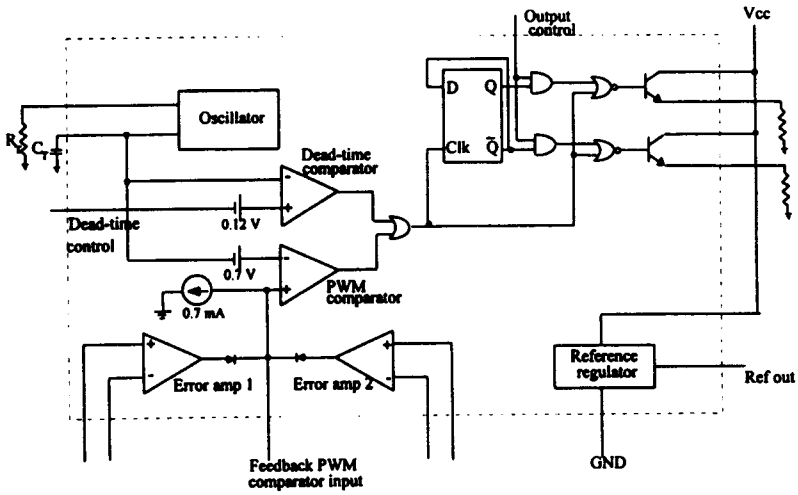 Output
control
Vcc
Oscillator
D
Q
Clk
Q̅
R
C_T
Dead-time
comparator
-
+
0.12 V
Dead-time
control
-
+
0.7 V
PWM
comparator
0.7 mA
+
-
Error amp 1
Error amp 2
+
-
Reference
regulator
Ref out
GND
Feedback PWM
comparator input